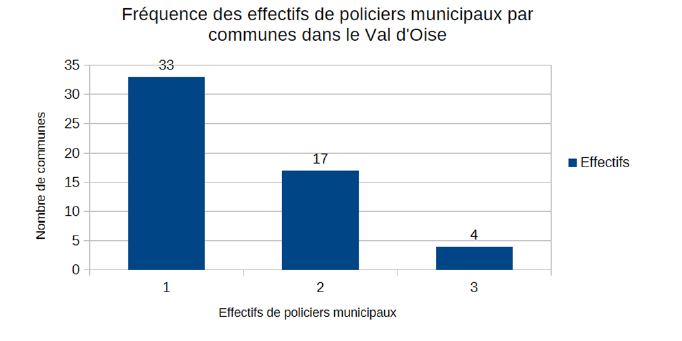 Fréquence des effectifs de policiers municipaux par
communes dans le Val d'Oise
Nombre de communes
35
30
25
20
15
10
5
0
33
17
4
1
2
3
Effectifs de policiers municipaux
Effectifs